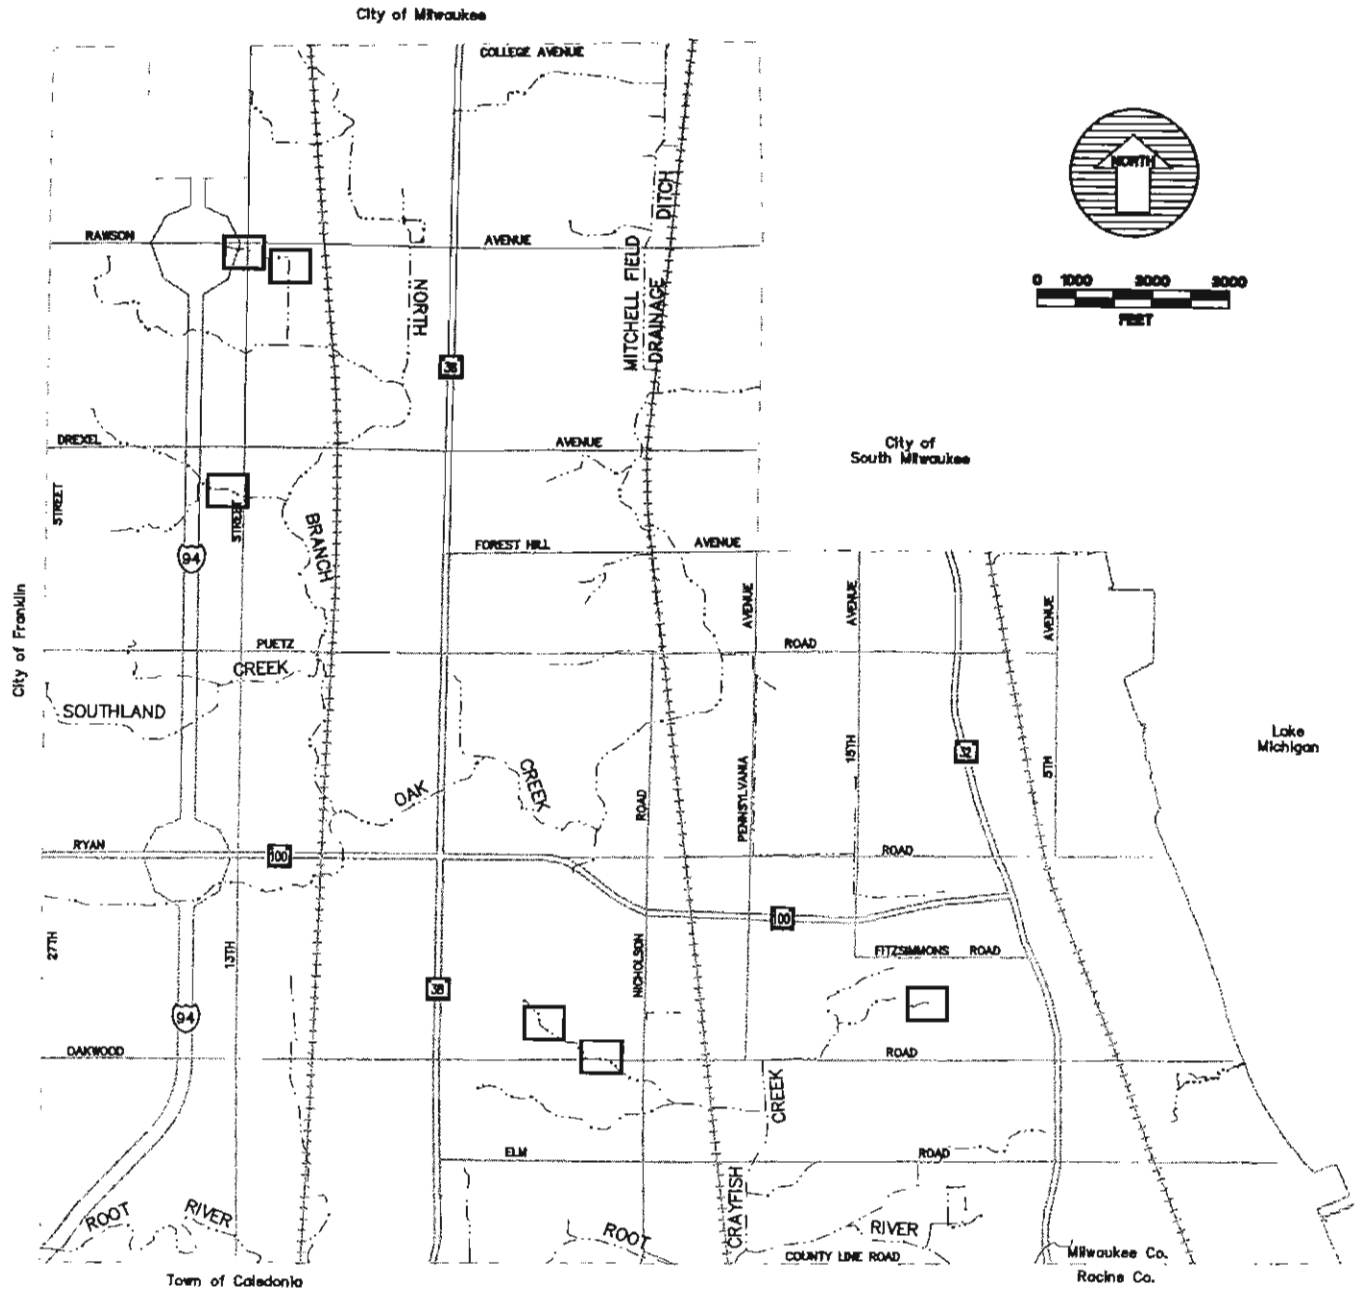 City of Milwaukee
COLLEGE AVENUE
NORTH
0 1000 2000 3000
FEET
RAWSON
AVENUE
MITCHELL FIELD
DRAINAGE DITCH
NORTH
38
DREXEL
AVENUE
City of
South Milwaukee
STREET
STREET
BRANCH
94
FOREST HILL
AVENUE
AVENUE
AVENUE
AVENUE
City of Franklin
PUETZ
ROAD
CREEK
SOUTHLAND
Lake
Michigan
32
15TH
5TH
PENNSYLVANIA
OAK
CREEK
ROAD
RYAN
100
ROAD
100
27TH
13TH
NICHOLSON
FITZSIMMONS ROAD
38
94
OAKWOOD
ROAD
CREEK
ELM
ROAD
CRAYFISH
ROOT
RIVER
ROOT
RIVER
COUNTY LINE ROAD
Milwaukee Co.
Racine Co.
Town of Caledonia